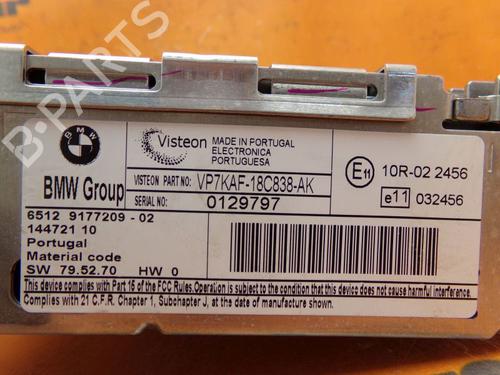 B-PARTS
BMW
BMW Group
Visteon
MADE IN PORTUGAL
ELECTRONICA
PORTUGUESA
VISTEON PART NO: VP7KAF-18C838-AK
SERIAL NO: 0129797
E11 10R-02 2456
e11 032456
6512 9177209 - 02
144721 10
Portugal
Material code
SW 79.52.70 HW 0
This device complies with Part 15 of the FCC Rules. Operation is subject to the condition that this device does not cause harmful interference.
Complies with 21 C.F.R. Chapter 1, Subchapter J, at the date of manufacture shown above.